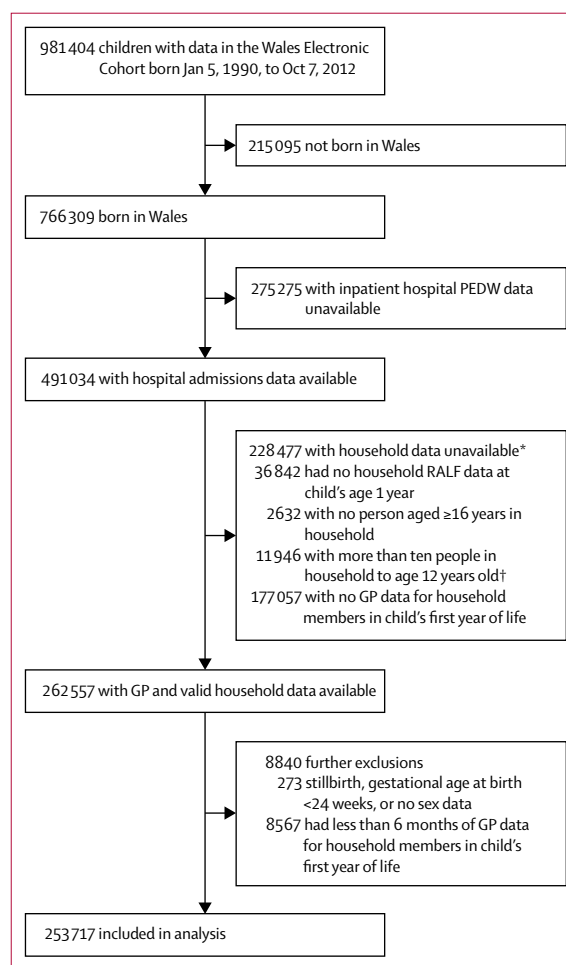 981 404 children with data in the Wales Electronic
Cohort born Jan 5, 1990, to Oct 7, 2012
215 095 not born in Wales
766 309 born in Wales
275 275 with inpatient hospital PEDW data
unavailable
491 034 with hospital admissions data available
228 477 with household data unavailable*
36 842 had no household RALF data at
child's age 1 year
2632 with no person aged ≥16 years in
household
11 946 with more than ten people in
household to age 12 years old†
177 057 with no GP data for household
members in child's first year of life
262 557 with GP and valid household data available
8840 further exclusions
273 stillbirth, gestational age at birth
<24 weeks, or no sex data
8567 had less than 6 months of GP data
for household members in child's
first year of life
253 717 included in analysis